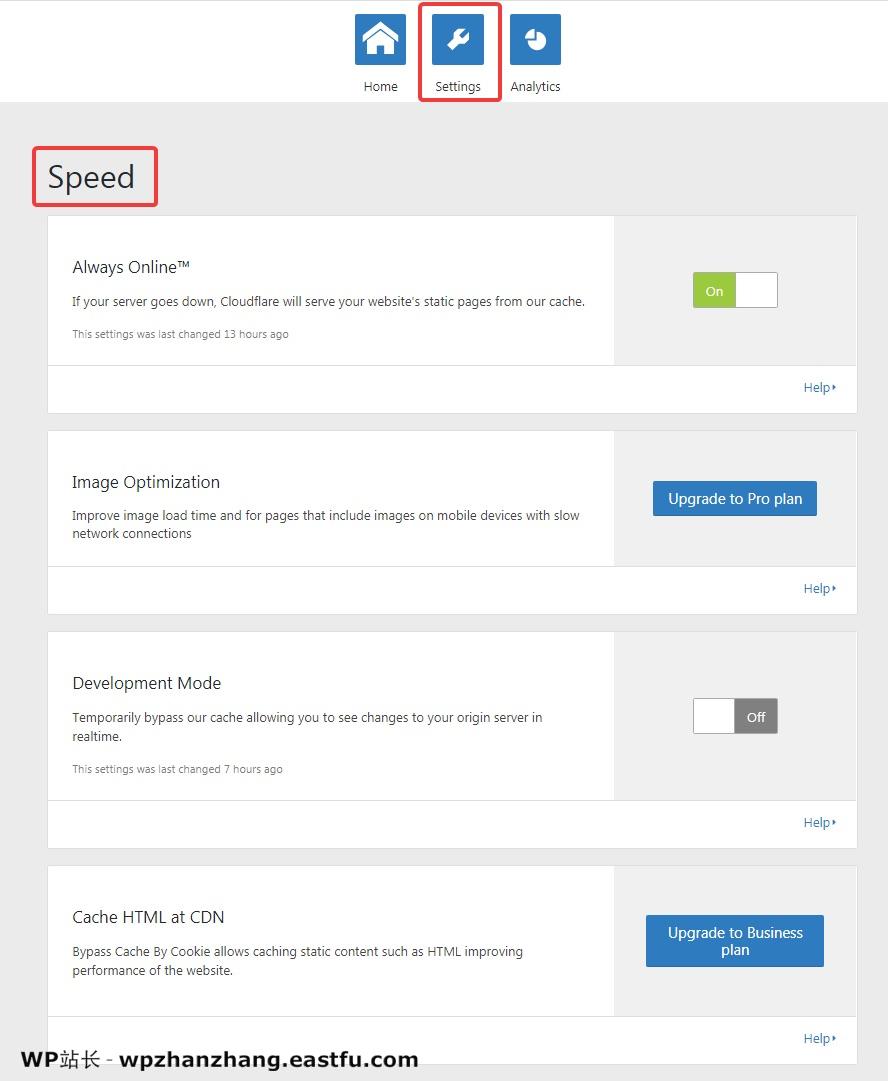 Home Settings Analytics
Speed
Always Online™
If your server goes down, Cloudflare will serve your website's static pages from our cache.
This settings was last changed 13 hours ago
On
Help
Image Optimization
Improve image load time and for pages that include images on mobile devices with slow
network connections
Upgrade to Pro plan
Help
Development Mode
Temporarily bypass our cache allowing you to see changes to your origin server in
realtime.
This settings was last changed 7 hours ago
Off
Help
Cache HTML at CDN
Bypass Cache By Cookie allows caching static content such as HTML improving
performance of the website.
Upgrade to Business
plan
Help
WP站长 - wpzhanzhang.eastfu.com